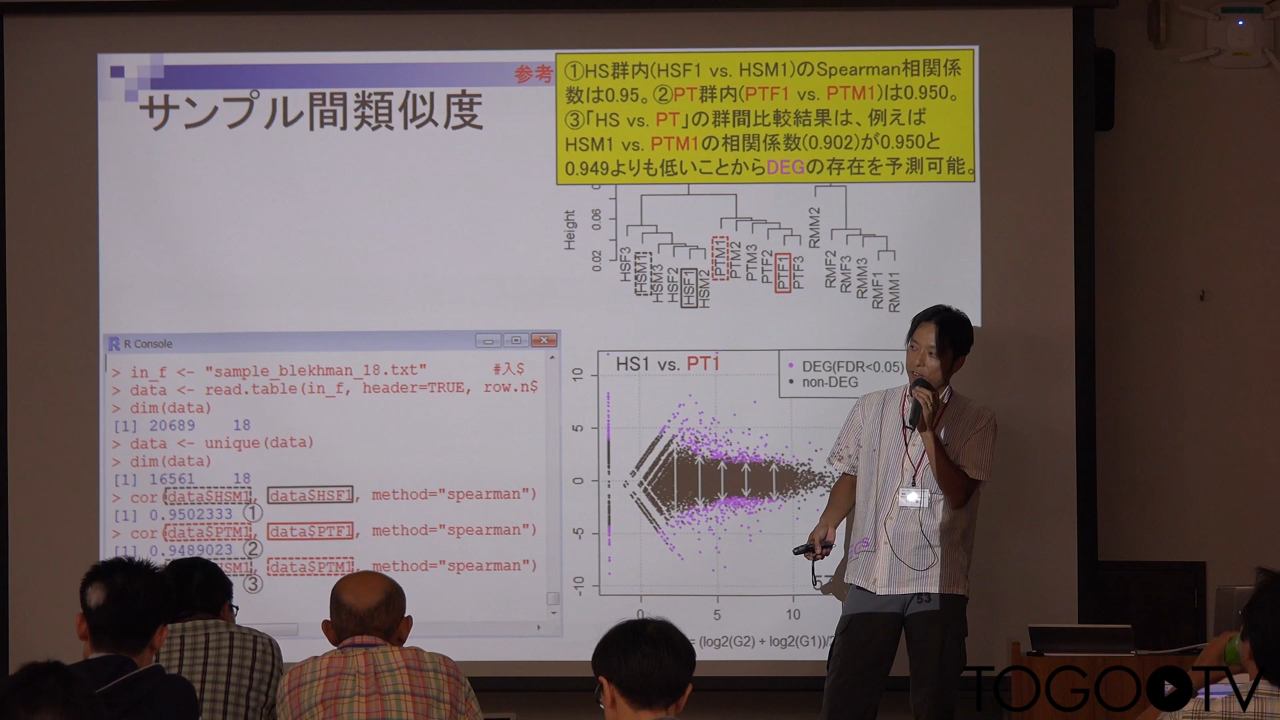 参考
サンプル間類似度
①HS群内(HSF1 vs. HSM1)のSpearman相関係
数は0.95。②PT群内(PTF1 vs. PTM1)は0.950。
③「HS vs. PT」の群間比較結果は、例えば
HSM1 vs. PTM1の相関係数(0.902)が0.950と
0.949よりも低いことからDEGの存在を予測可能。
Height
0.02
0.06
HSF3
HSM1
HSM3
HSF2
HSF1
HSM2
PTM1
PTM2
PTM3
PTF2
PTF1
PTF3
RMM2
RMF2
RMF3
RMM3
RMF1
RMM1
R Console
> in_f <- "sample_blekhman_18.txt" #入$
> data <- read.table(in_f, header=TRUE, row.n$
> dim(data)
[1] 20689 18
> data <- unique(data)
> dim(data)
[1] 16561 18
> cor(data$HSM1, data$HSF1, method="spearman")
[1] 0.9502333 ①
> cor(data$PTM1, data$PTF1, method="spearman")
[1] 0.9489023 ②
data$PTM1, method="spearman")
③
HS1 vs. PT1
DEG(FDR<0.05)
non-DEG
10
5
0
-5
-10
0 5 10
= (log2(G2) + log2(G1))/2
53
TOGO TV